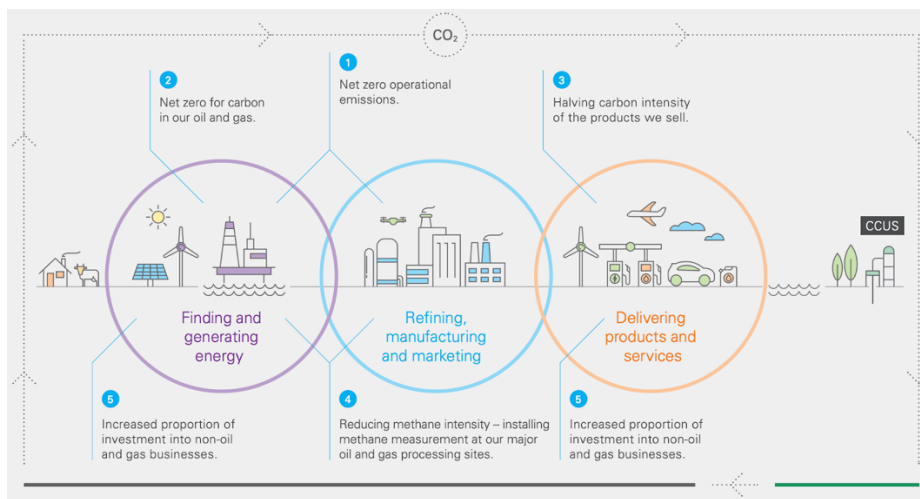 CO₂
2
Net zero for carbon
in our oil and gas.
1
Net zero operational
emissions.
3
Halving carbon intensity
of the products we sell.
CCUS
Finding and
generating
energy
Refining,
manufacturing
and marketing
Delivering
products and
services
5
Increased proportion of
investment into non-oil
and gas businesses.
4
Reducing methane intensity – installing
methane measurement at our major
oil and gas processing sites.
5
Increased proportion of
investment into non-oil
and gas businesses.